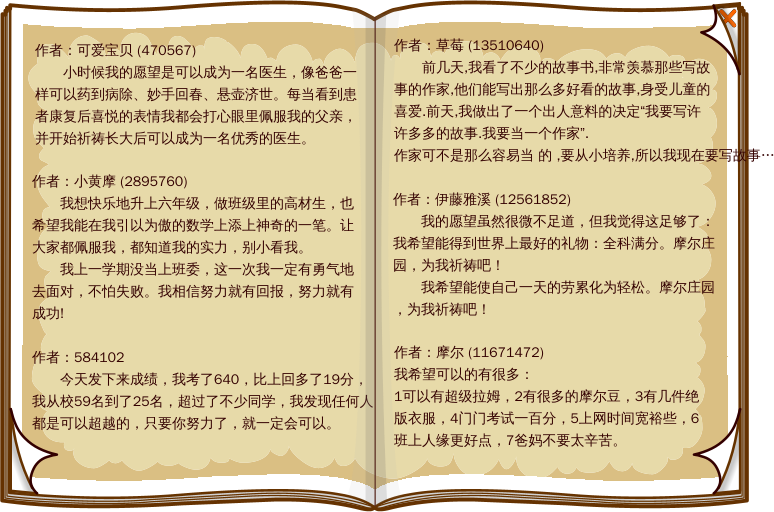 作者：可爱宝贝 (470567)
小时候我的愿望是可以成为一名医生，像爸爸一
样可以药到病除、妙手回春、悬壶济世。每当看到患
者康复后喜悦的表情我都会打心眼里佩服我的父亲，
并开始祈祷长大后可以成为一名优秀的医生。
作者：小黄摩 (2895760)
我想快乐地升上六年级，做班级里的高材生，也
希望我能在我引以为傲的数学上添上神奇的一笔。让
大家都佩服我，都知道我的实力，别小看我。
我上一学期没当上班委，这一次我一定有勇气地
去面对，不怕失败。我相信努力就有回报，努力就有
成功!
作者：584102
今天发下来成绩，我考了640，比上回多了19分，
我从校59名到了25名，超过了不少同学，我发现任何人
都是可以超越的，只要你努力了，就一定会可以。
作者：草莓 (13510640)
前几天,我看了不少的故事书,非常羡慕那些写故
事的作家,他们能写出那么多好看的故事,身受儿童的
喜爱.前天,我做出了一个出人意料的决定“我要写许
许多多的故事.我要当一个作家”.
作家可不是那么容易当 的 ,要从小培养,所以我现在要写故事…
作者：伊藤雅溪 (12561852)
我的愿望虽然很微不足道，但我觉得这足够了：
我希望能得到世界上最好的礼物：全科满分。摩尔庄
园，为我祈祷吧！
我希望能使自己一天的劳累化为轻松。摩尔庄园
，为我祈祷吧！
作者：摩尔 (11671472)
我希望可以的有很多：
1可以有超级拉姆，2有很多的摩尔豆，3有几件绝
版衣服，4门门考试一百分，5上网时间宽裕些，6
班上人缘更好点，7爸妈不要太辛苦。